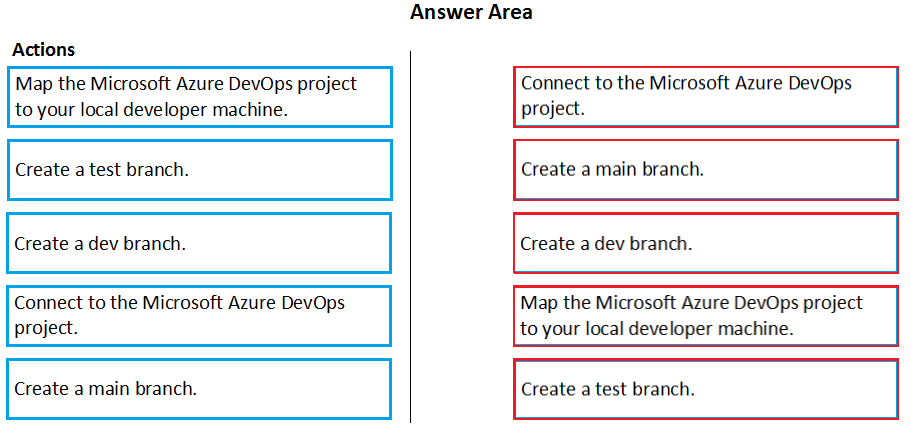 Answer Area
Actions
Map the Microsoft Azure DevOps project
to your local developer machine.
Create a test branch.
Create a dev branch.
Connect to the Microsoft Azure DevOps
project.
Create a main branch.
Connect to the Microsoft Azure DevOps
project.
Create a main branch.
Create a dev branch.
Map the Microsoft Azure DevOps project
to your local developer machine.
Create a test branch.